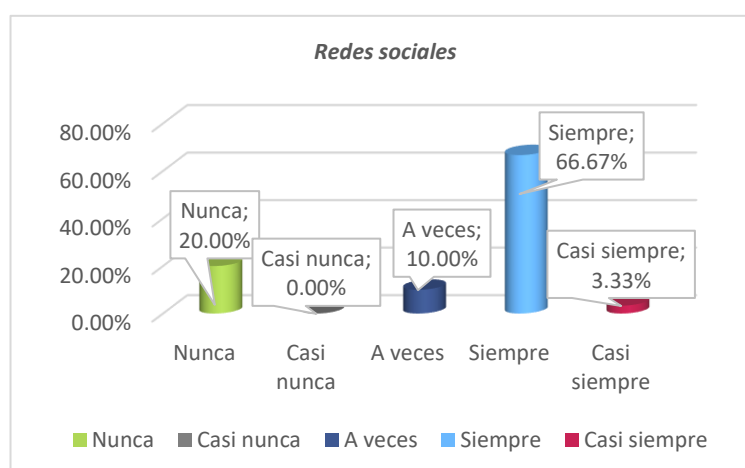 Redes sociales
80.00%
60.00%
40.00%
20.00%
0.00%
Nunca;
20.00%
Casi nunca;
0.00%
A veces;
10.00%
Siempre;
66.67%
Casi siempre;
3.33%
Nunca
Casi
nunca
A veces
Siempre
Casi
siempre
Nunca
Casi nunca
A veces
Siempre
Casi siempre